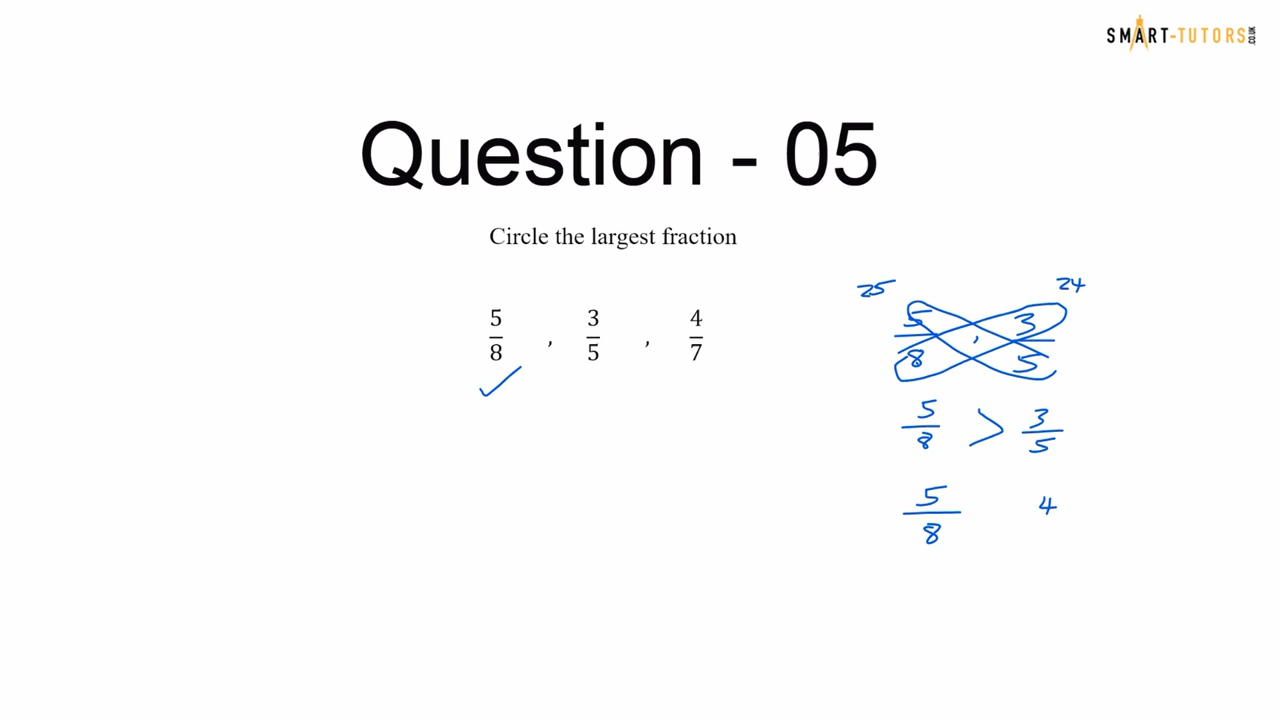 SMART-TUTORS.CO.UK
Question - 05
Circle the largest fraction
5/8 , 3/5 , 4/7
25 24
5/8 , 3/5
5/8 > 3/5
5/8 4